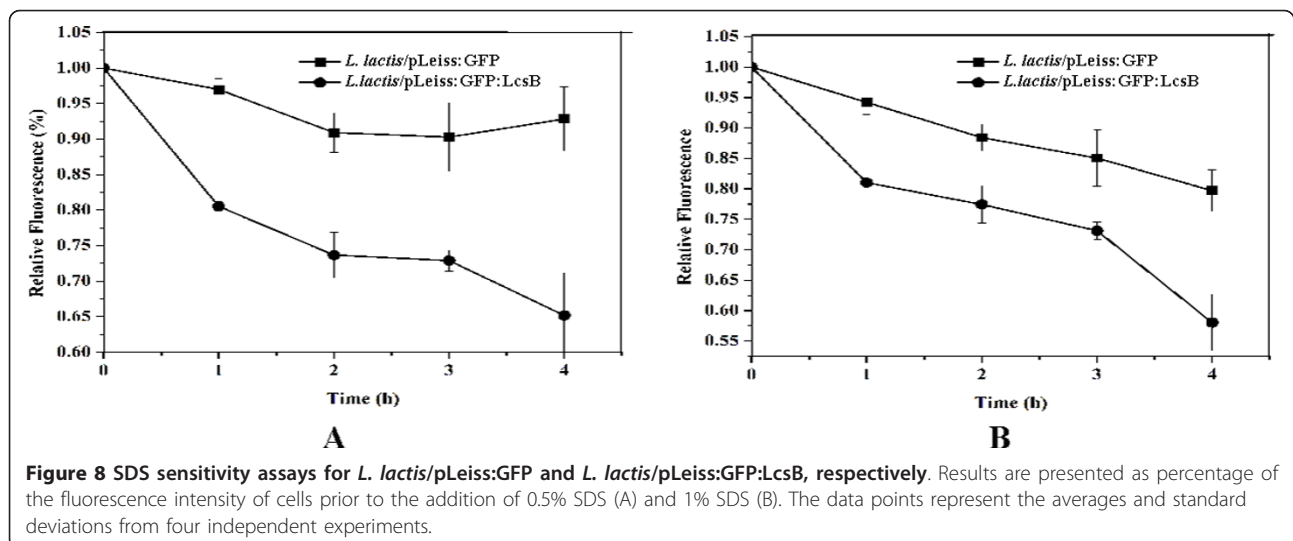 1.05
1.00
0.95
0.90
0.85
0.80
0.75
0.70
0.65
0.60
Relative Fluorescence (%)
L. lactis/pLeiss:GFP
L.lactis/pLeiss:GFP:LcsB
0 1 2 3 4
Time (h)
A
1.05
1.00
0.95
0.90
0.85
0.80
0.75
0.70
0.65
0.60
0.55
Relative Fluorescence
L. lactis/pLeiss:GFP
L.lactis/pLeiss:GFP:LcsB
0 1 2 3 4
Time (h)
B
Figure 8 SDS sensitivity assays for L. lactis/pLeiss:GFP and L. lactis/pLeiss:GFP:LcsB, respectively. Results are presented as percentage of
the fluorescence intensity of cells prior to the addition of 0.5% SDS (A) and 1% SDS (B). The data points represent the averages and standard
deviations from four independent experiments.